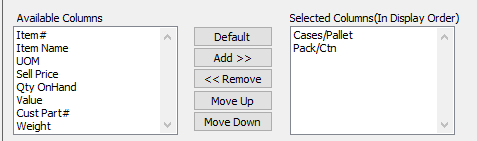 Available Columns
Item#
Item Name
UOM
Sell Price
Qty OnHand
Value
Cust Part#
Weight
Default
Add >>
<< Remove
Move Up
Move Down
Selected Columns(In Display Order)
Cases/Pallet
Pack/Ctn